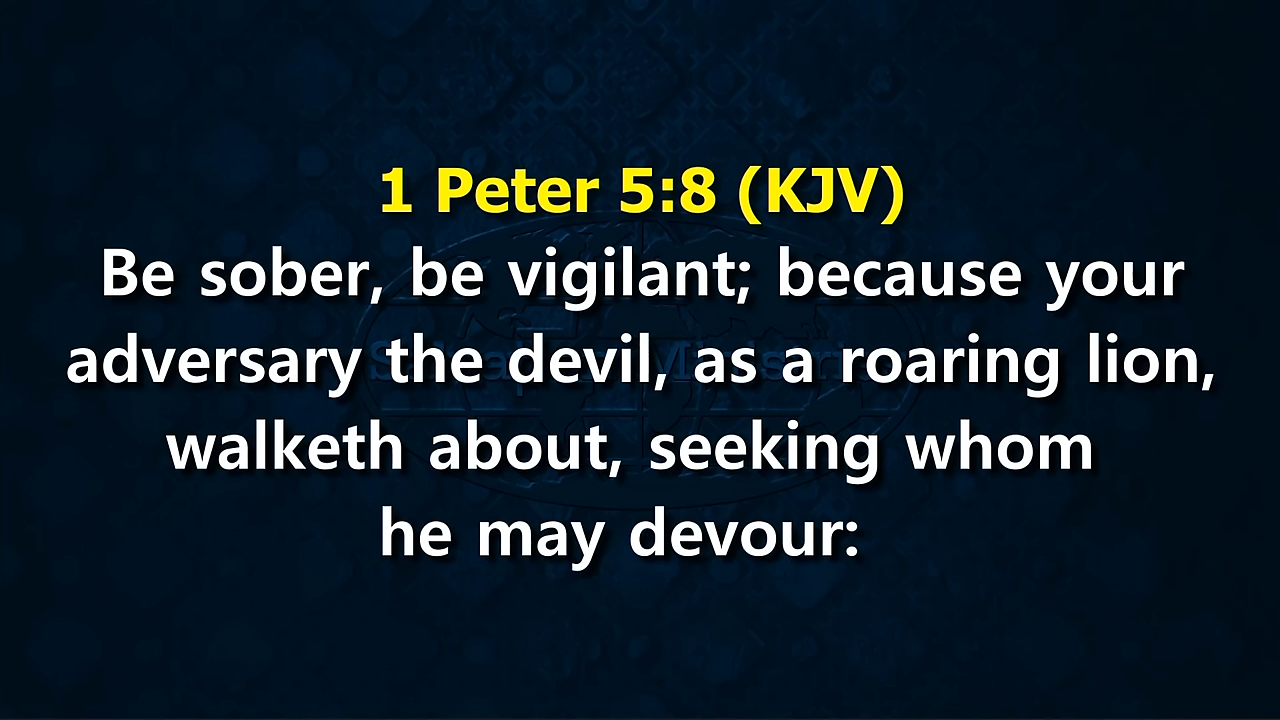 1 Peter 5:8 (KJV)
Be sober, be vigilant; because your
adversary the devil, as a roaring lion,
walketh about, seeking whom
he may devour: